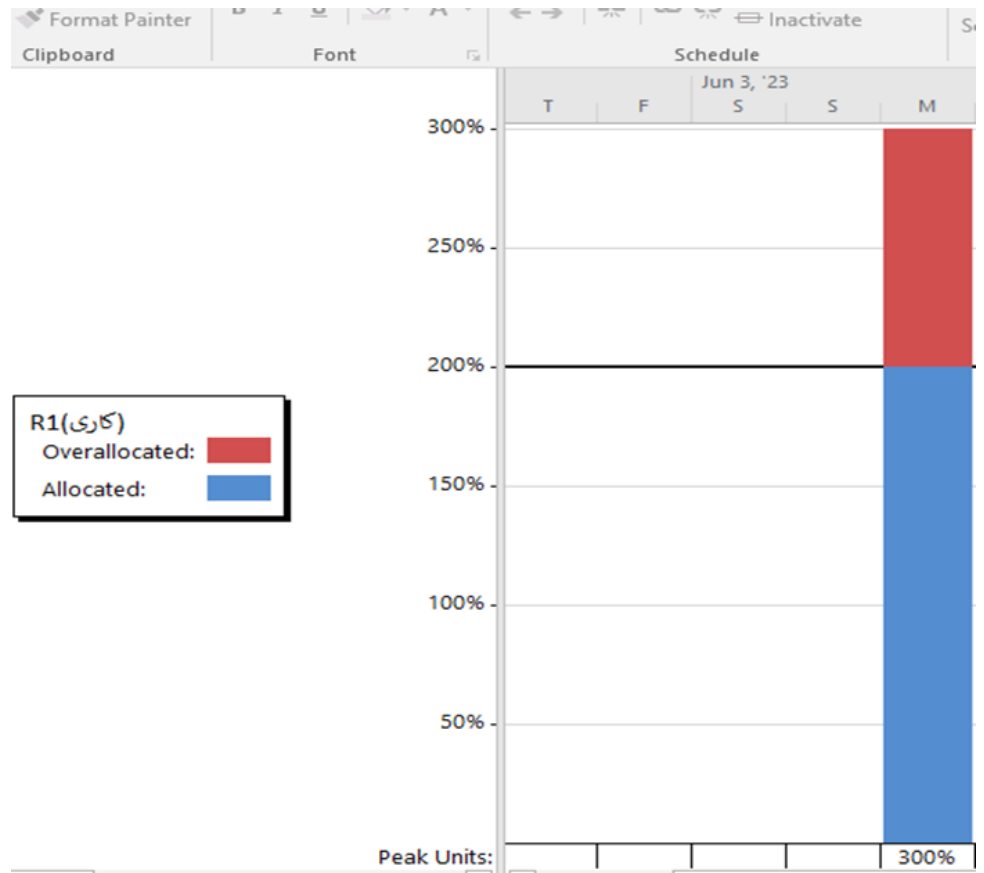 Format Painter
Inactivate
Clipboard
Font
Schedule
Jun 3, '23
T F S S M
300%
250%
200%
R1(کاری)
Overallocated:
Allocated:
150%
100%
50%
Peak Units: 300%